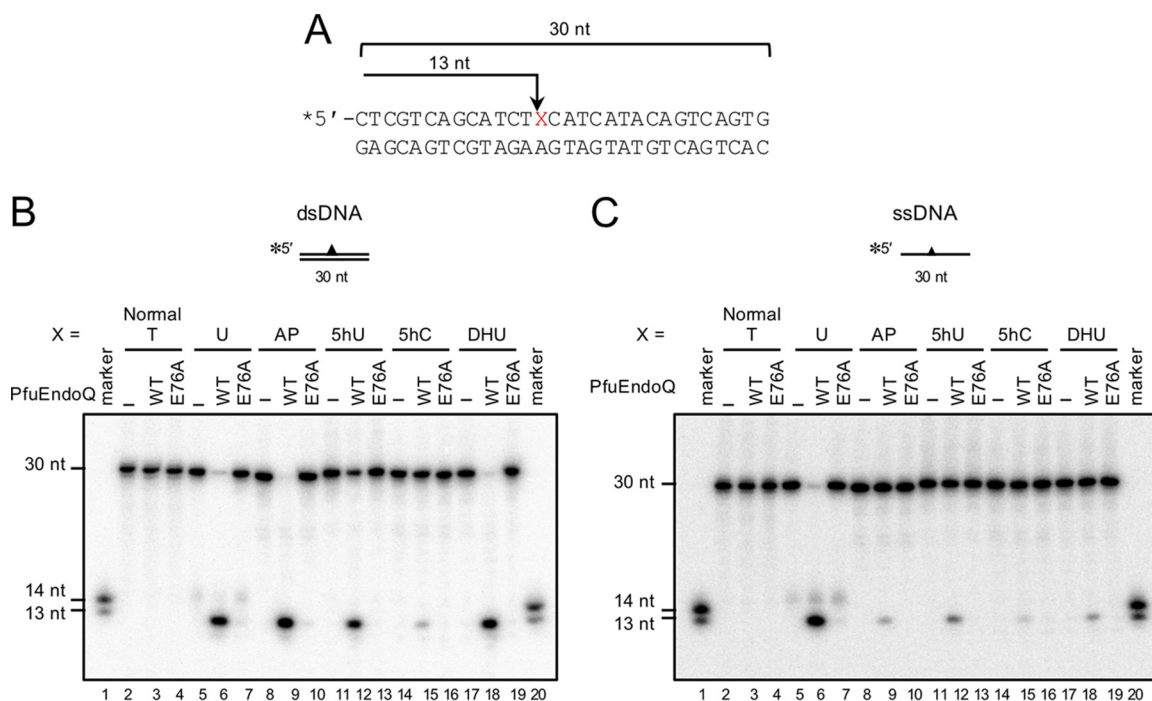 A
30 nt
13 nt
*5′-CTCGTCAGCATCTXCATCATACAGTCAGTG
GAGCAGTCGTAGAAGTAGTATGTCAGTCAC
B
dsDNA
*5′
30 nt
Normal
X = T U AP 5hU 5hC DHU
PfuEndoQ marker – WT E76A – WT E76A – WT E76A – WT E76A – WT E76A – WT E76A marker
30 nt
14 nt
13 nt
1 2 3 4 5 6 7 8 9 10 11 12 13 14 15 16 17 18 19 20
C
ssDNA
*5′
30 nt
Normal
X = T U AP 5hU 5hC DHU
PfuEndoQ marker – WT E76A – WT E76A – WT E76A – WT E76A – WT E76A – WT E76A marker
30 nt
14 nt
13 nt
1 2 3 4 5 6 7 8 9 10 11 12 13 14 15 16 17 18 19 20